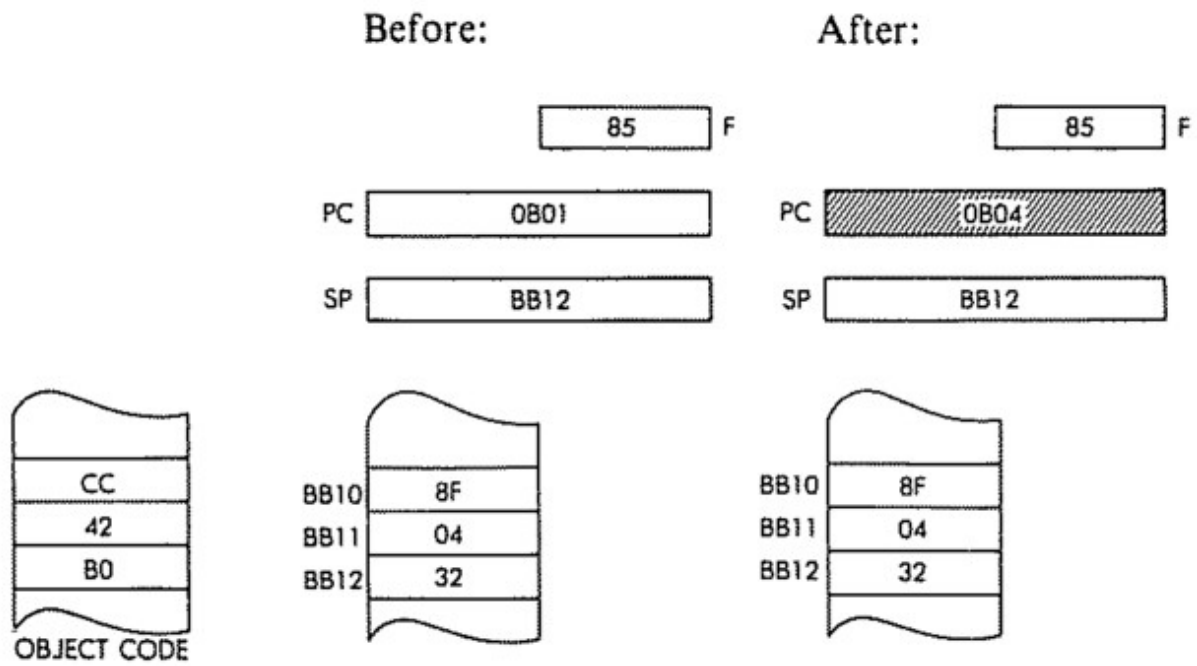 Before: After:
85 F 85 F
PC 0B01 PC 0B04
SP BB12 SP BB12
CC BB10 8F BB10 8F
42 BB11 04 BB11 04
B0 BB12 32 BB12 32
OBJECT CODE